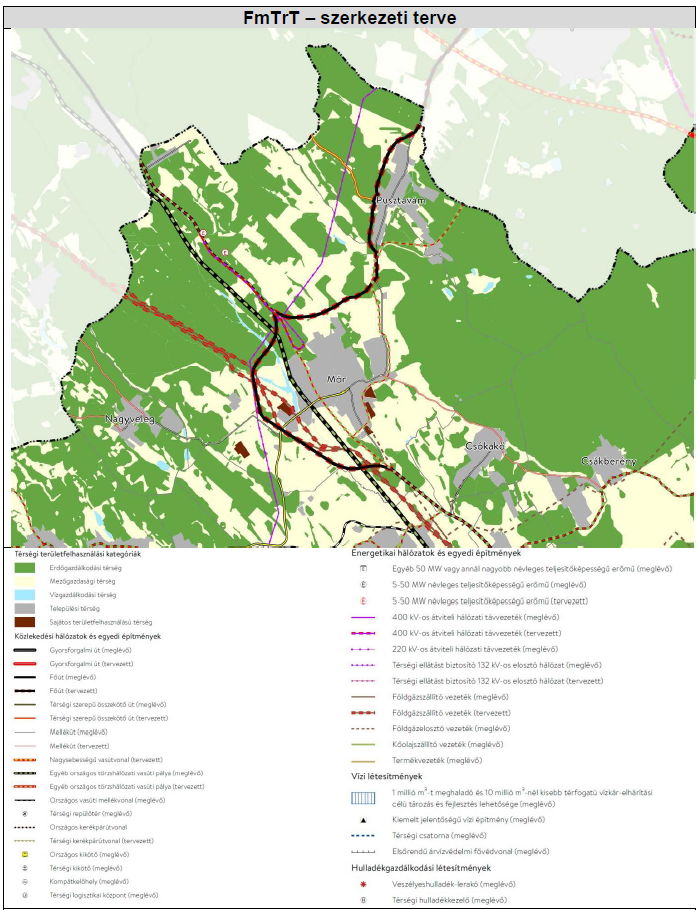 FmTrT – szerkezeti terve
Pusztavám
Mór
Nagyveleg
Csókakő
Csákberény
Térségi területfelhasználási kategóriák
Erdőgazdálkodási térség
Mezőgazdasági térség
Vízgazdálkodási térség
Települési térség
Sajátos területfelhasználású térség
Közlekedési hálózatok és egyedi építmények
Gyorsforgalmi út (meglévő)
Gyorsforgalmi út (tervezett)
Főút (meglévő)
Főút (tervezett)
Térségi szerepű összekötő út (meglévő)
Térségi szerepű összekötő út (tervezett)
Mellékút (meglévő)
Mellékút (tervezett)
Nagysebességű vasútvonal (tervezett)
Egyéb országos törzshálózati vasúti pálya (meglévő)
Egyéb országos törzshálózati vasúti pálya (tervezett)
Országos vasúti mellékvonal (meglévő)
Térségi repülőtér (meglévő)
Országos kerékpárútvonal
Térségi kerékpárútvonal (tervezett)
Országos kikötő (meglévő)
Térségi kikötő (meglévő)
Kompátkelőhely (meglévő)
Térségi logisztikai központ (meglévő)
Energetikai hálózatok és egyedi építmények
Egyéb 50 MW vagy annál nagyobb névleges teljesítőképességű erőmű (meglévő)
5-50 MW névleges teljesítőképességű erőmű (meglévő)
5-50 MW névleges teljesítőképességű erőmű (tervezett)
400 kV-os átviteli hálózati távvezeték (meglévő)
400 kV-os átviteli hálózati távvezeték (tervezett)
220 kV-os átviteli hálózati távvezeték (meglévő)
Térségi ellátást biztosító 132 kV-os elosztó hálózat (meglévő)
Térségi ellátást biztosító 132 kV-os elosztó hálózat (tervezett)
Földgázszállító vezeték (meglévő)
Földgázszállító vezeték (tervezett)
Földgázelosztó vezeték (meglévő)
Kőolajszállító vezeték (meglévő)
Termékvezeték (meglévő)
Vízi létesítmények
1 millió m³-t meghaladó és 10 millió m³-nél kisebb térfogatú vízkár-elhárítási
célú tározás és fejlesztés lehetősége (meglévő)
Kiemelt jelentőségű vízi építmény (meglévő)
Térségi csatorna (meglévő)
Elsőrendű árvízvédelmi fővédvonal (meglévő)
Hulladékgazdálkodási létesítmények
Veszélyeshulladék-lerakó (meglévő)
Térségi hulladékkezelő (meglévő)